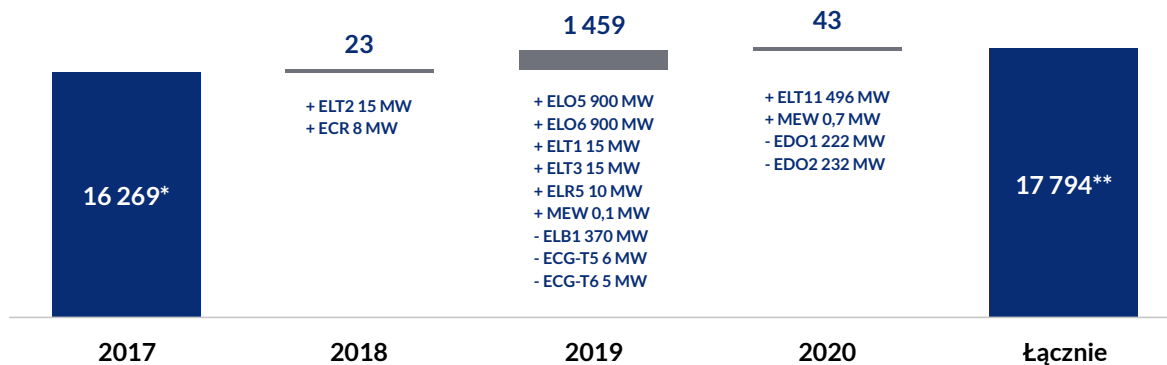 23
1 459
43
+ ELT2 15 MW
+ ECR 8 MW
+ ELO5 900 MW
+ ELO6 900 MW
+ ELT1 15 MW
+ ELT3 15 MW
+ ELR5 10 MW
+ MEW 0,1 MW
- ELB1 370 MW
- ECG-T5 6 MW
- ECG-T6 5 MW
+ ELT11 496 MW
+ MEW 0,7 MW
- EDO1 222 MW
- EDO2 232 MW
16 269*
17 794**
2017
2018
2019
2020
Łącznie